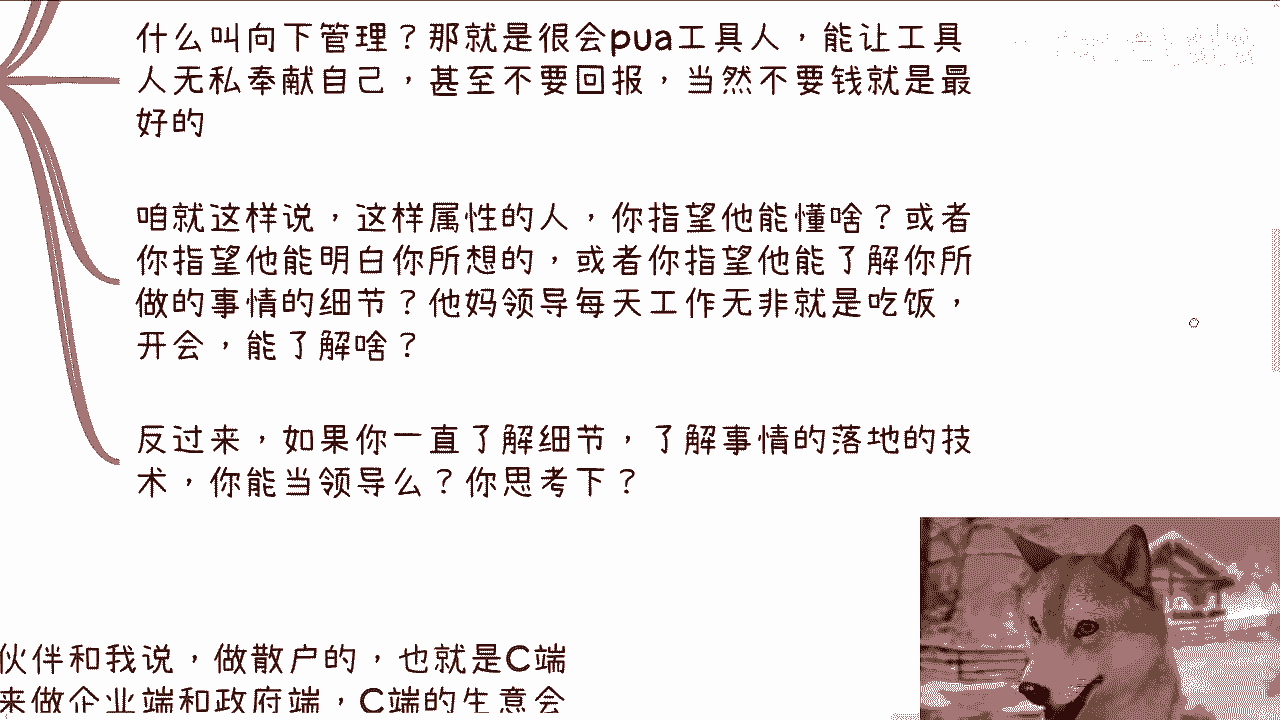 什么叫向下管理？那就是很会pua工具人，能让工具
人无私奉献自己，甚至不要回报，当然不要钱就是最
好的
咱就这样说，这样属性的人，你指望他能懂啥？或者
你指望他能明白你所想的，或者你指望他能了解你所
做的事情的细节？他妈领导每天工作无非就是吃饭，
开会，能了解啥？
反过来，如果你一直了解细节，了解事情的落地的技
术，你能当领导么？你思考下？
伙伴和我说，做散户的，也就是C端
来做企业端和政府端，C端的生意会